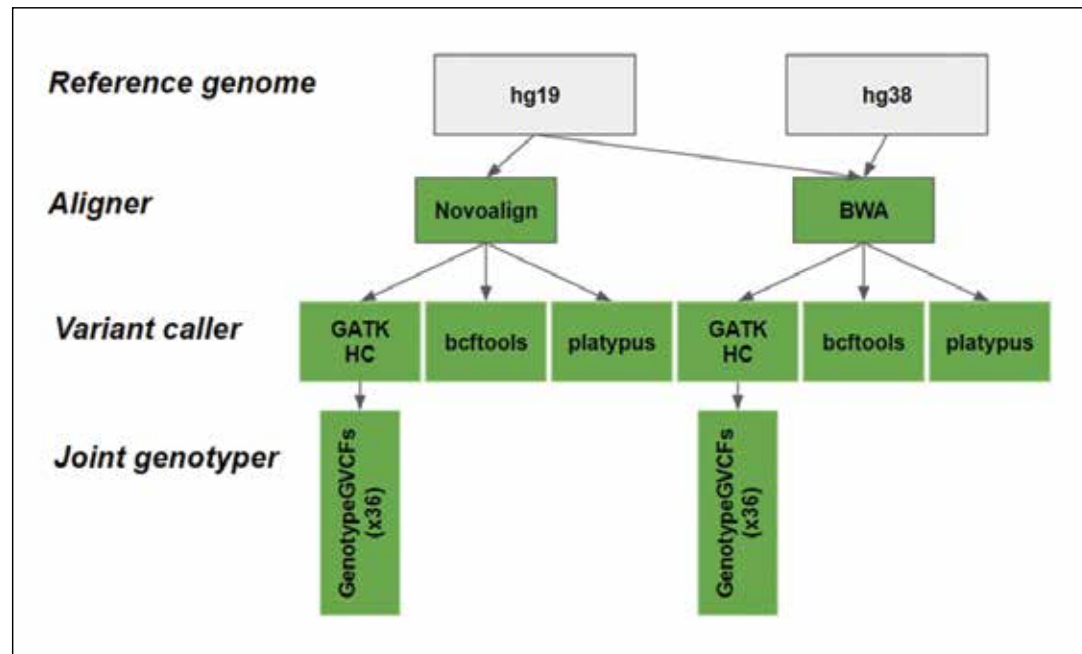 Reference genome
hg19
hg38
Aligner
Novoalign
BWA
Variant caller
GATK
HC
bcftools
platypus
GATK
HC
bcftools
platypus
Joint genotyper
GenotypeGVCFs
(x36)
GenotypeGVCFs
(x36)